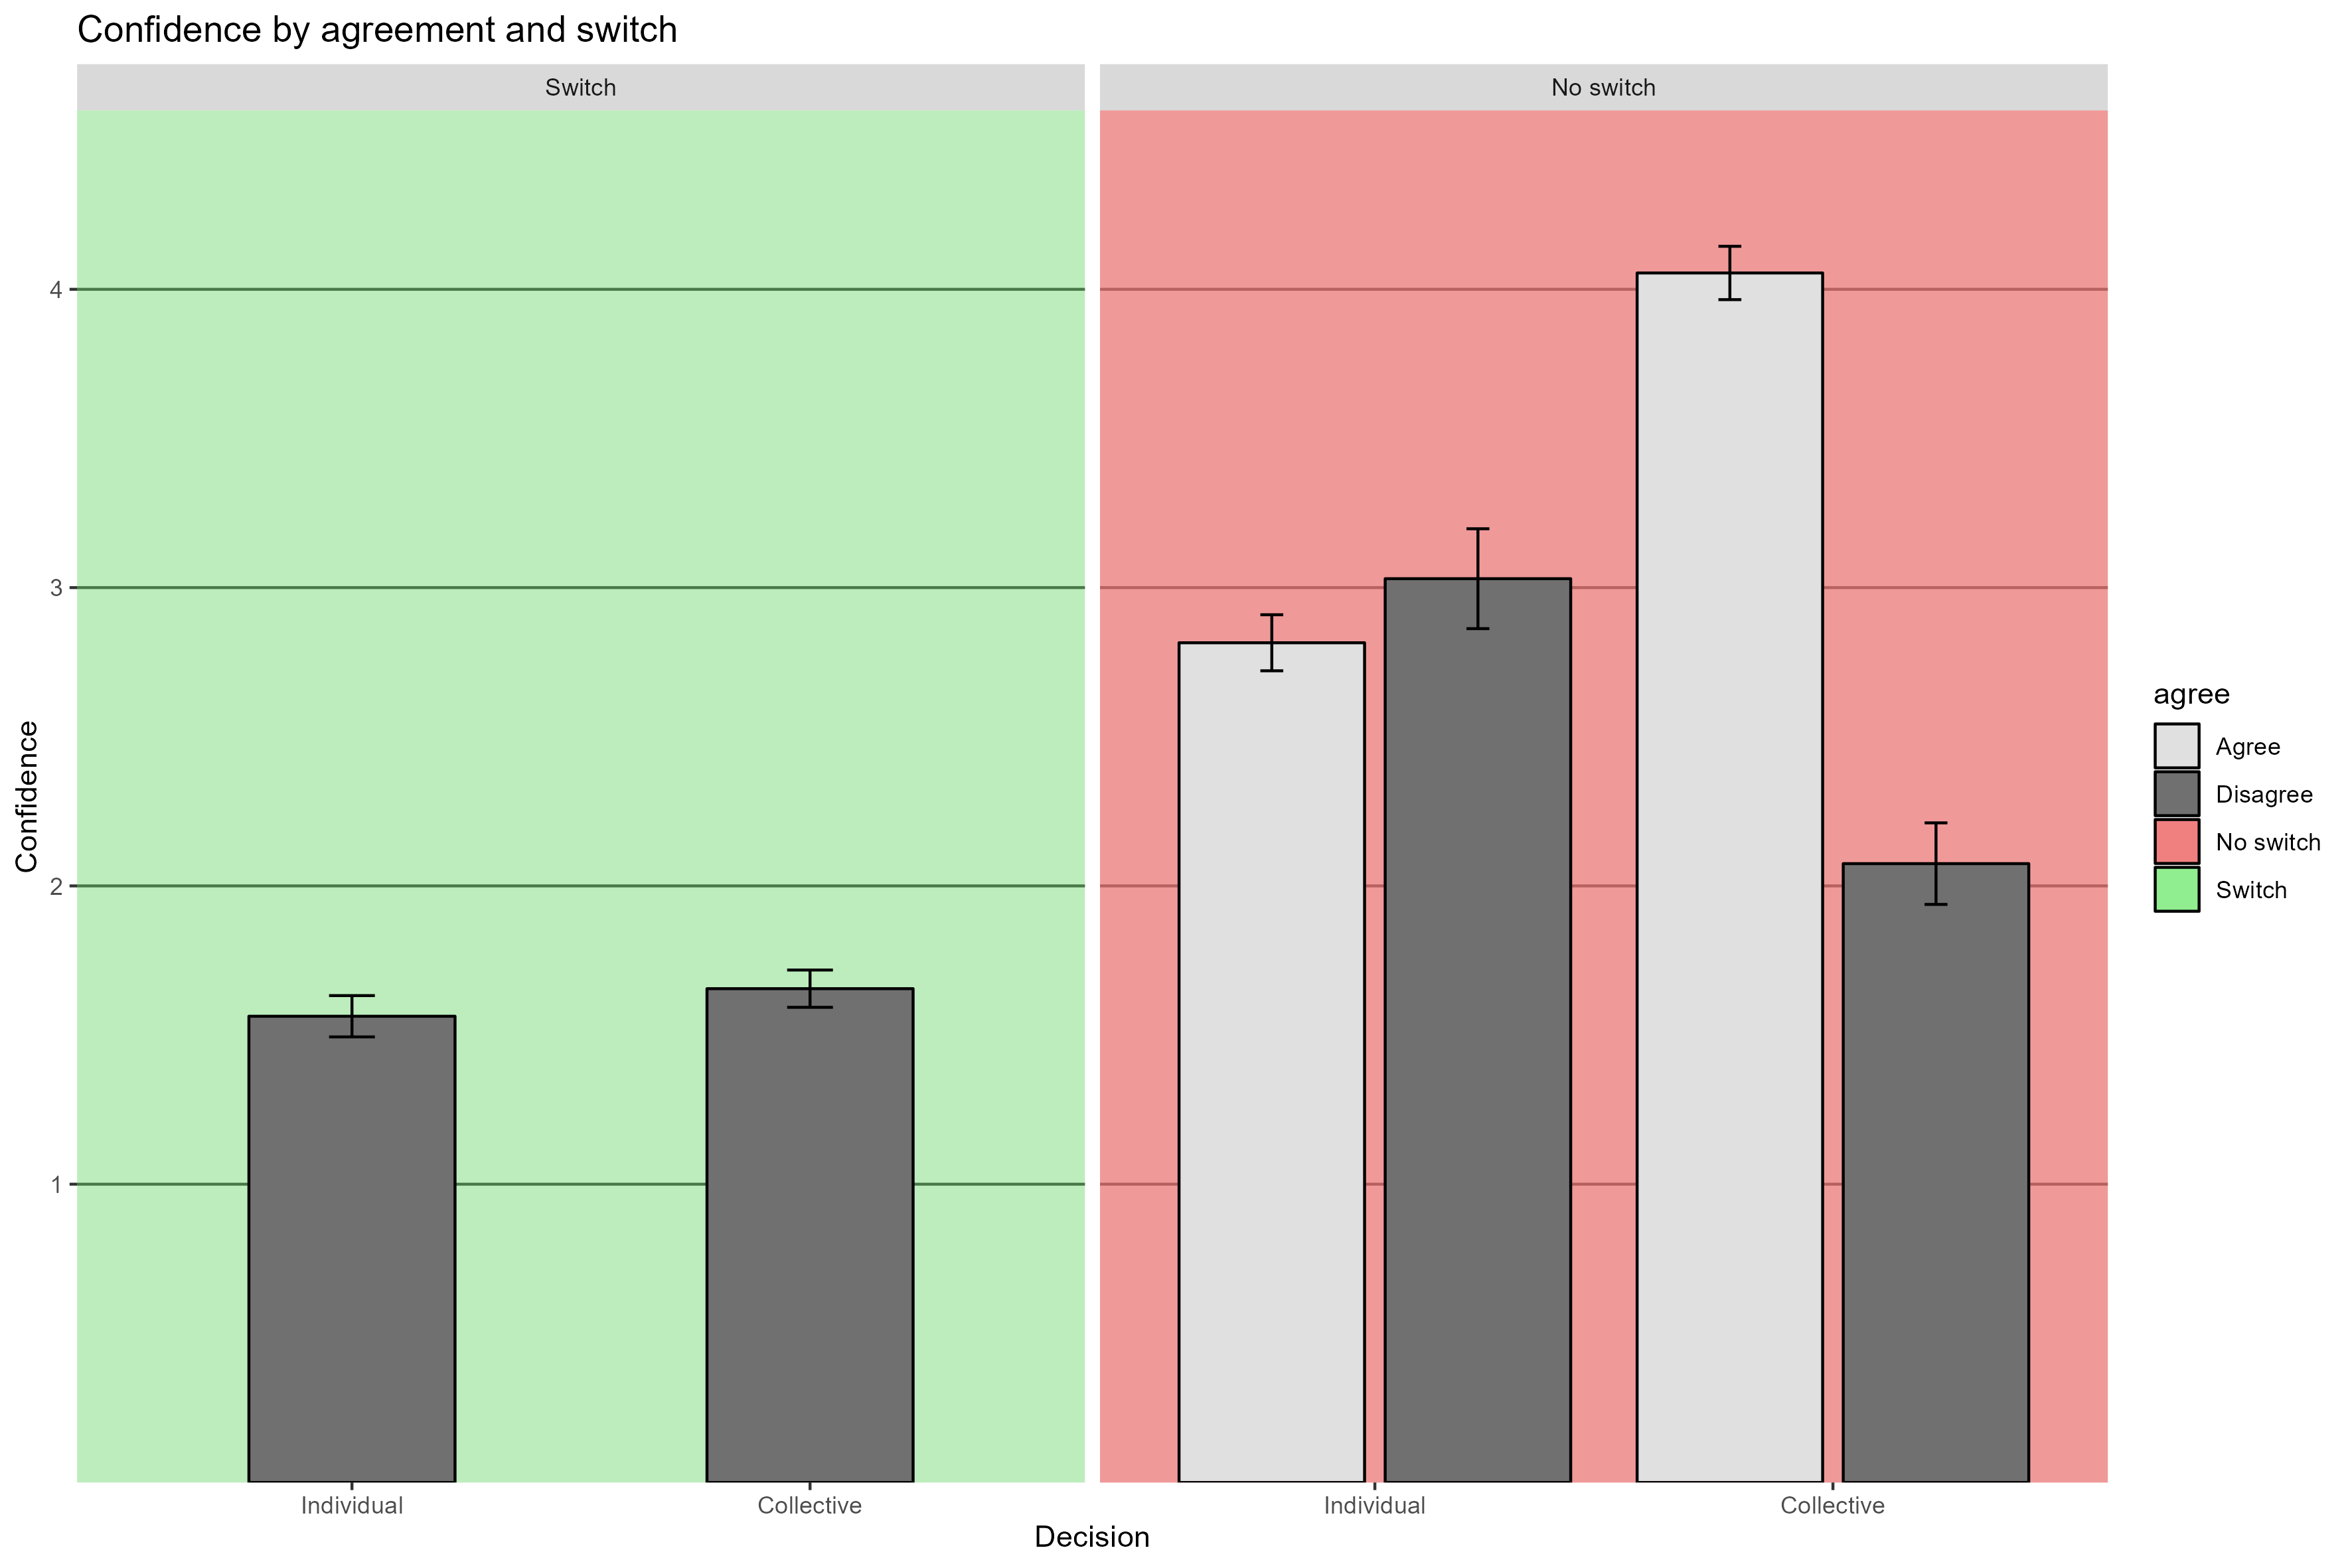 Confidence by agreement and switch
Switch
No switch
Confidence
4
3
2
1
Individual
Collective
Individual
Collective
Decision
agree
Agree
Disagree
No switch
Switch